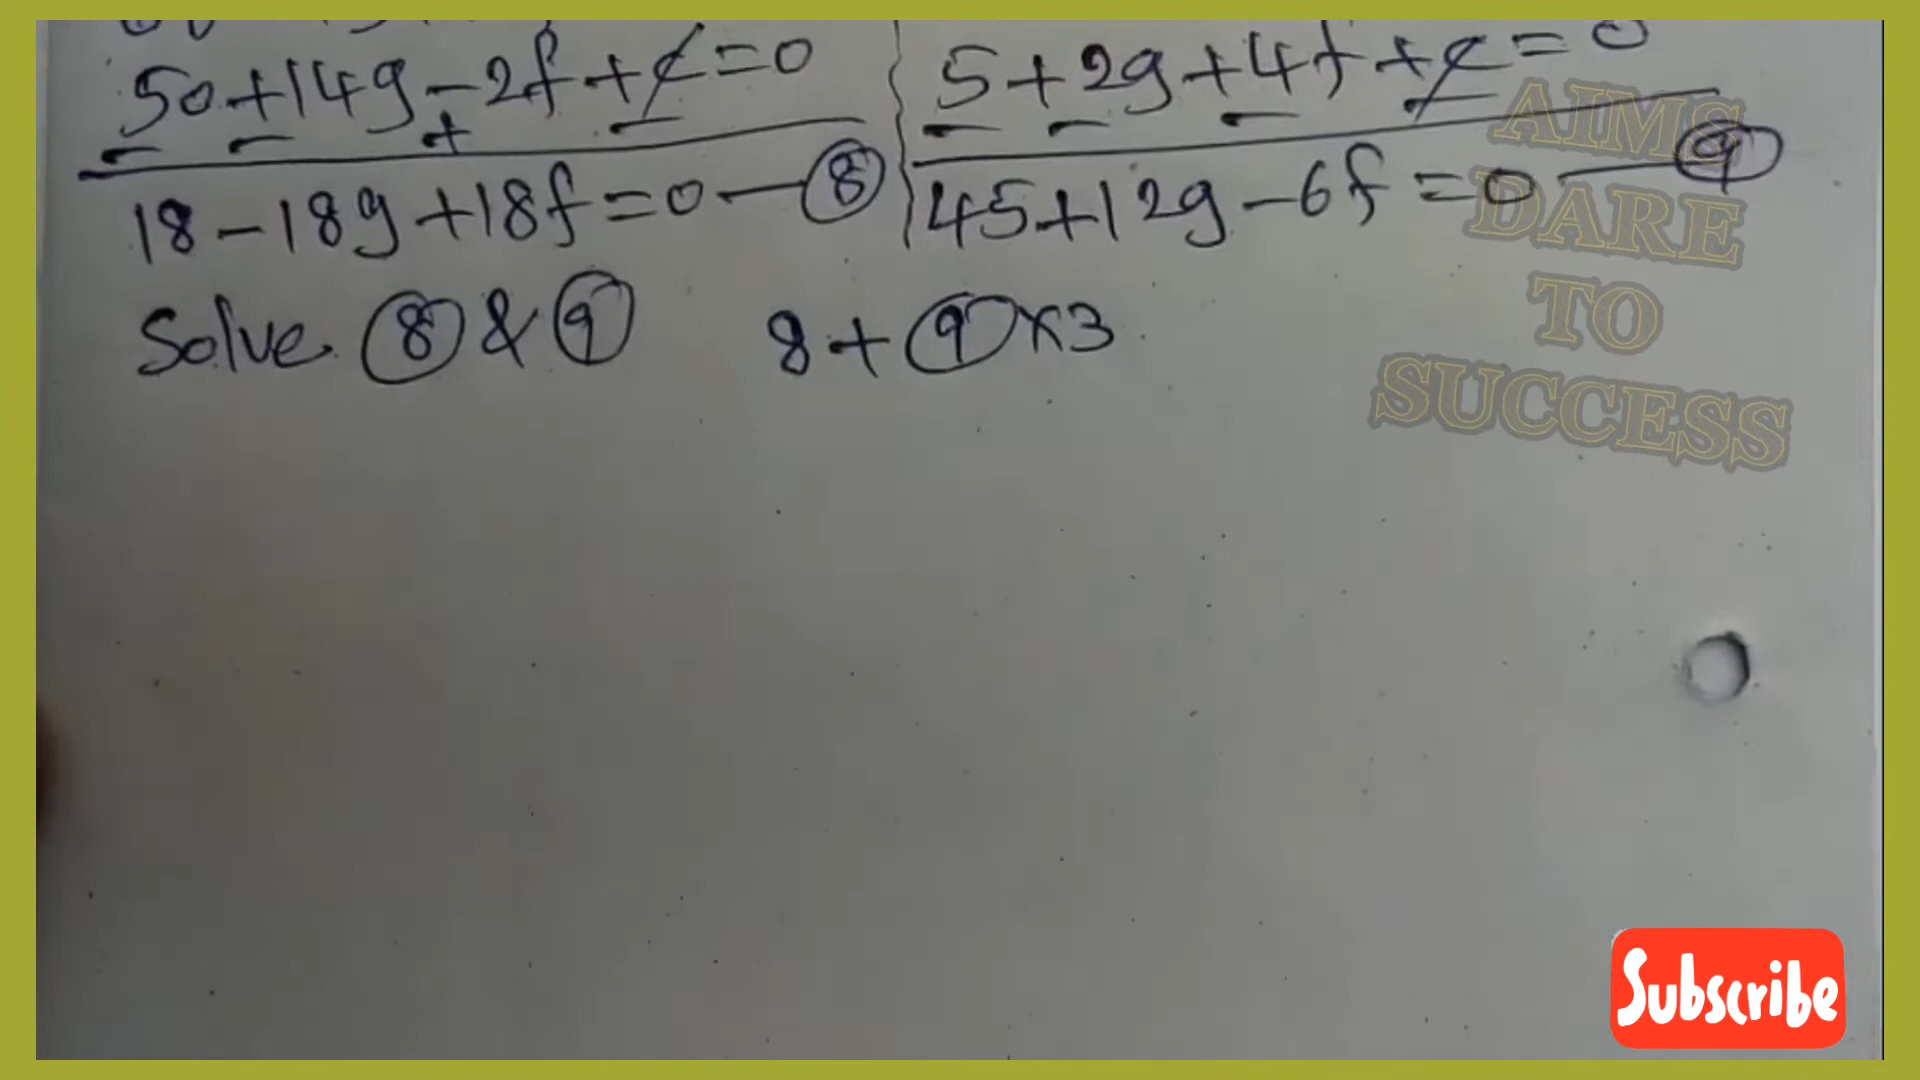 50+14g-2f+c=0
5+2g+4f+c=0
- - + -
- - - -
18-18g+18f=0 — 8
45+12g-6f=0 — 9
Solve 8 & 9
8 + 9 x3
AIMS
DARE
TO
SUCCESS
Subscribe